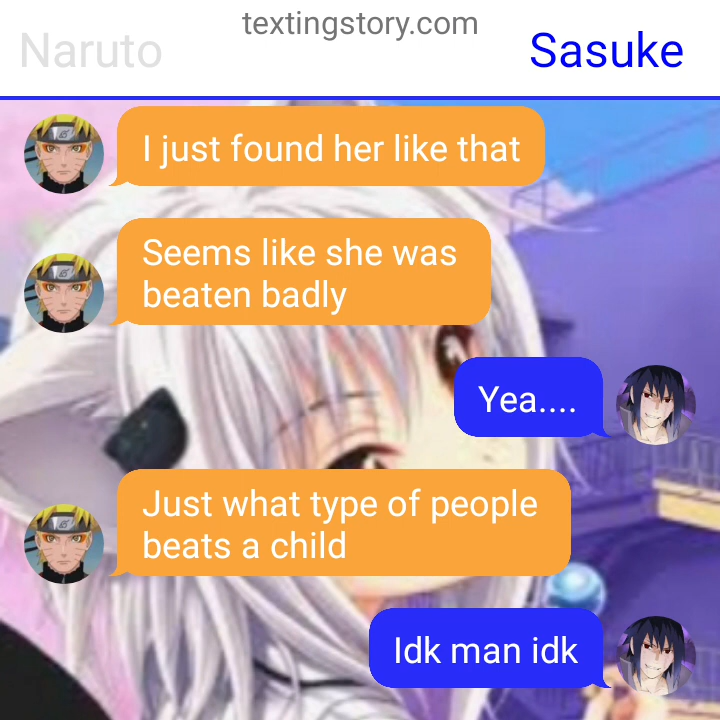 textingstory.com
Naruto
Sasuke
I just found her like that
Seems like she was
beaten badly
Yea....
Just what type of people
beats a child
Idk man idk